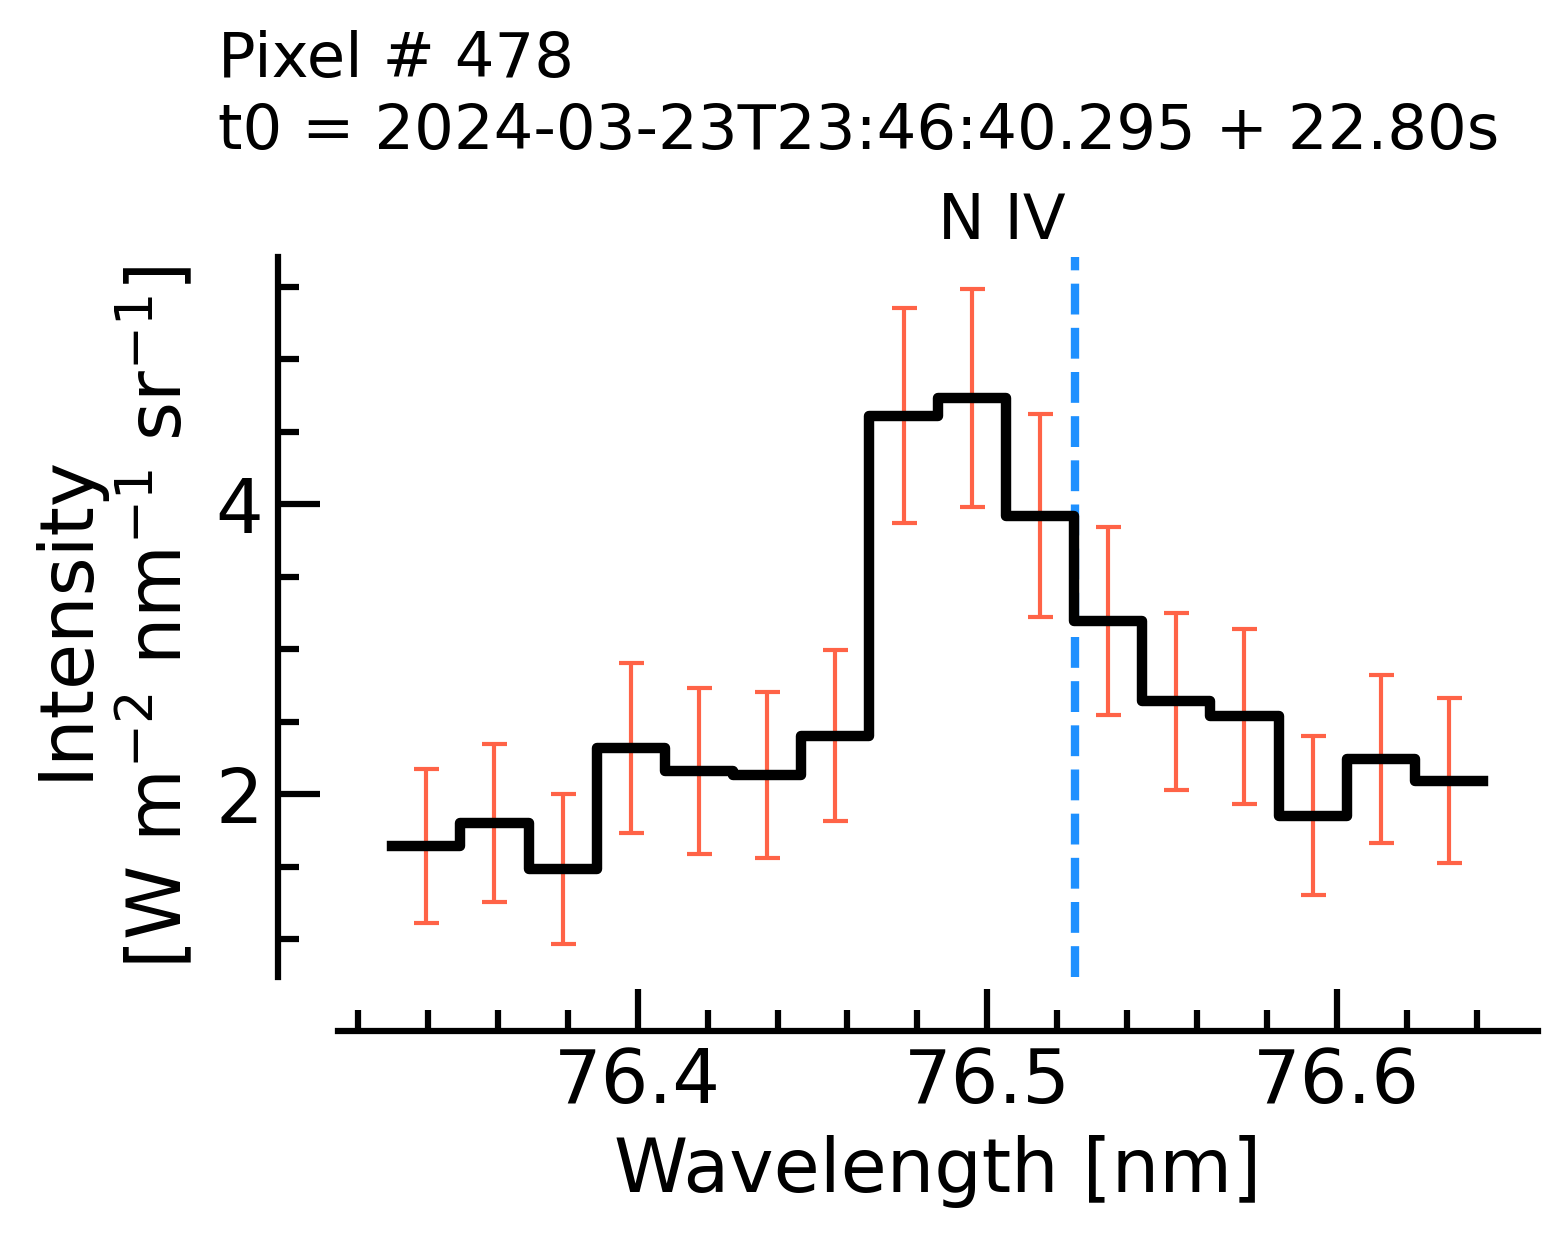 Pixel # 478
t0 = 2024-03-23T23:46:40.295 + 22.80s
N IV
Intensity
[W m⁻² nm⁻¹ sr⁻¹]
4
2
76.4 76.5 76.6
Wavelength [nm]